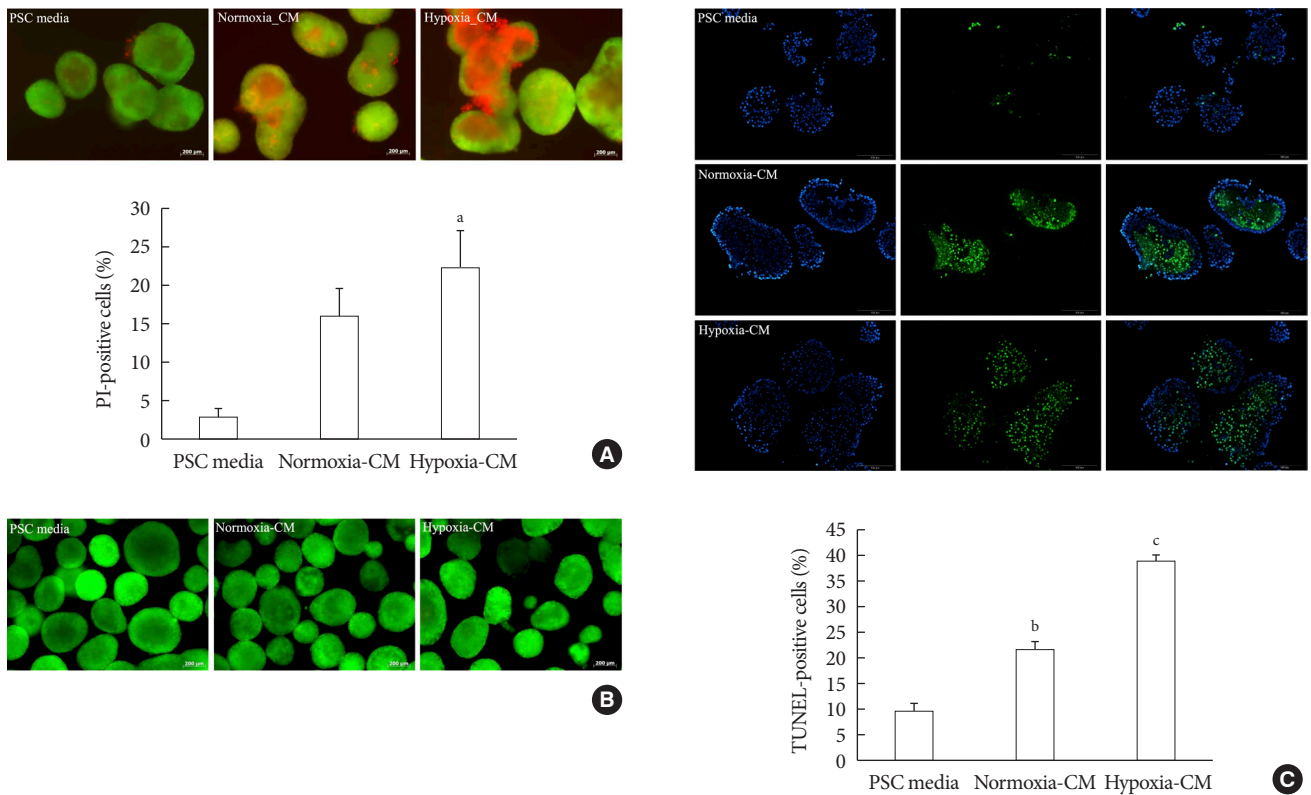 PSC media Normoxia_CM Hypoxia_CM
200 µm 200 µm 200 µm
PI-positive cells (%)
30
25
20
15
10
5
0
a
PSC media Normoxia-CM Hypoxia-CM
A
PSC media Normoxia-CM Hypoxia-CM
200 µm 200 µm 200 µm
B
PSC media
Normoxia-CM
Hypoxia-CM
TUNEL-positive cells (%)
45
40
35
30
25
20
15
10
5
0
b
c
PSC media Normoxia-CM Hypoxia-CM
C